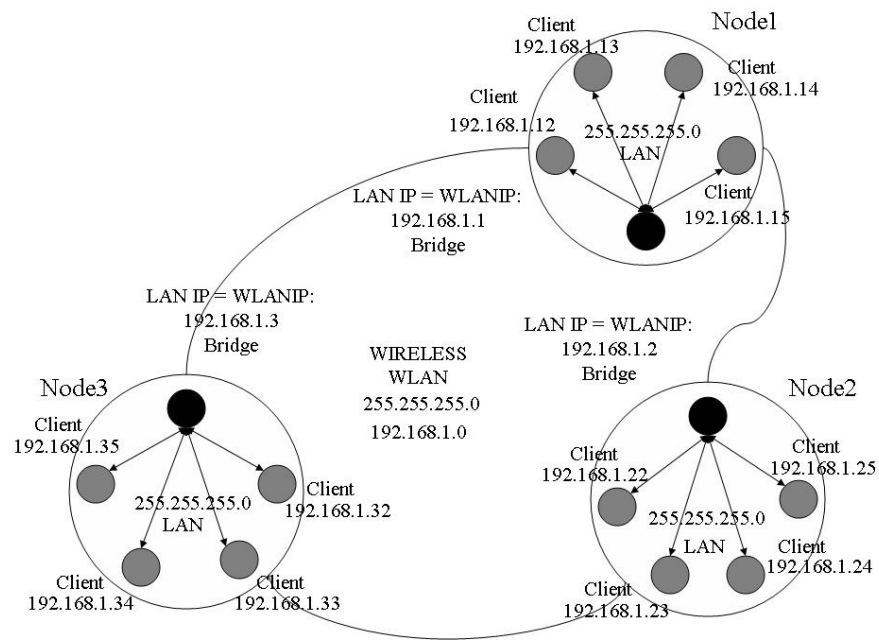 Node1
Client
192.168.1.13
Client
192.168.1.14
Client
192.168.1.12
255.255.255.0
LAN
Client
192.168.1.15
LAN IP = WLANIP:
192.168.1.1
Bridge
LAN IP = WLANIP:
192.168.1.3
Bridge
LAN IP = WLANIP:
192.168.1.2
Bridge
WIRELESS
WLAN
255.255.255.0
192.168.1.0
Node3
Client
192.168.1.35
255.255.255.0
LAN
Client
192.168.1.32
Client
192.168.1.34
Client
192.168.1.33
Node2
Client
192.168.1.22
Client
192.168.1.25
255.255.255.0
LAN
Client
192.168.1.24
Client
192.168.1.23